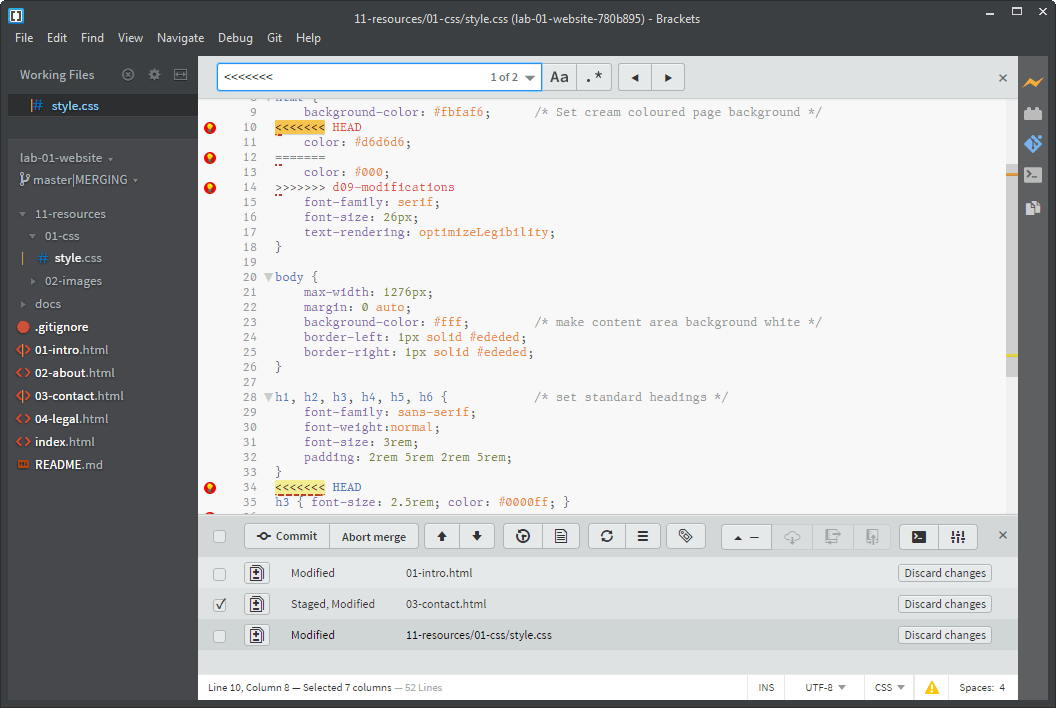 11-resources/01-css/style.css (lab-01-website-780b895) - Brackets
File Edit Find View Navigate Debug Git Help
Working Files
style.css
lab-01-website
master|MERGING
11-resources
01-css
style.css
02-images
docs
.gitignore
01-intro.html
02-about.html
03-contact.html
04-legal.html
index.html
README.md
<<<<<<< 1 of 2 Aa .*
8 html {
9 background-color: #fbfaf6; /* Set cream coloured page background */
10 <<<<<<< HEAD
11 color: #d6d6d6;
12 =======
13 color: #000;
14 >>>>>>> d09-modifications
15 font-family: serif;
16 font-size: 26px;
17 text-rendering: optimizeLegibility;
18 }
19
20 body {
21 max-width: 1276px;
22 margin: 0 auto;
23 background-color: #fff; /* make content area background white */
24 border-left: 1px solid #ededed;
25 border-right: 1px solid #ededed;
26 }
27
28 h1, h2, h3, h4, h5, h6 { /* set standard headings */
29 font-family: sans-serif;
30 font-weight:normal;
31 font-size: 3rem;
32 padding: 2rem 5rem 2rem 5rem;
33 }
34 <<<<<<< HEAD
35 h3 { font-size: 2.5rem; color: #0000ff; }
Commit Abort merge
Modified 01-intro.html Discard changes
Staged, Modified 03-contact.html Discard changes
Modified 11-resources/01-css/style.css Discard changes
Line 10, Column 8 — Selected 7 columns — 52 Lines INS UTF-8 CSS Spaces: 4